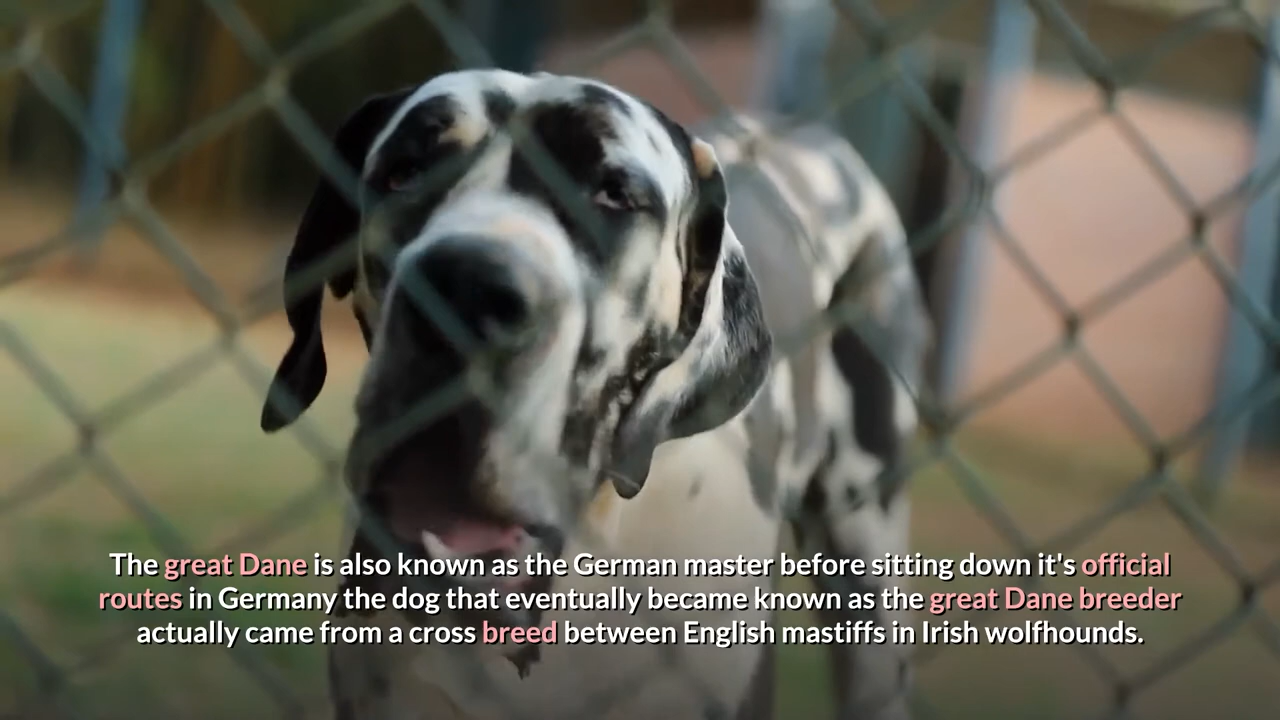 The great Dane is also known as the German master before sitting down it's official
routes in Germany the dog that eventually became known as the great Dane breeder
actually came from a cross breed between English mastiffs in Irish wolfhounds.